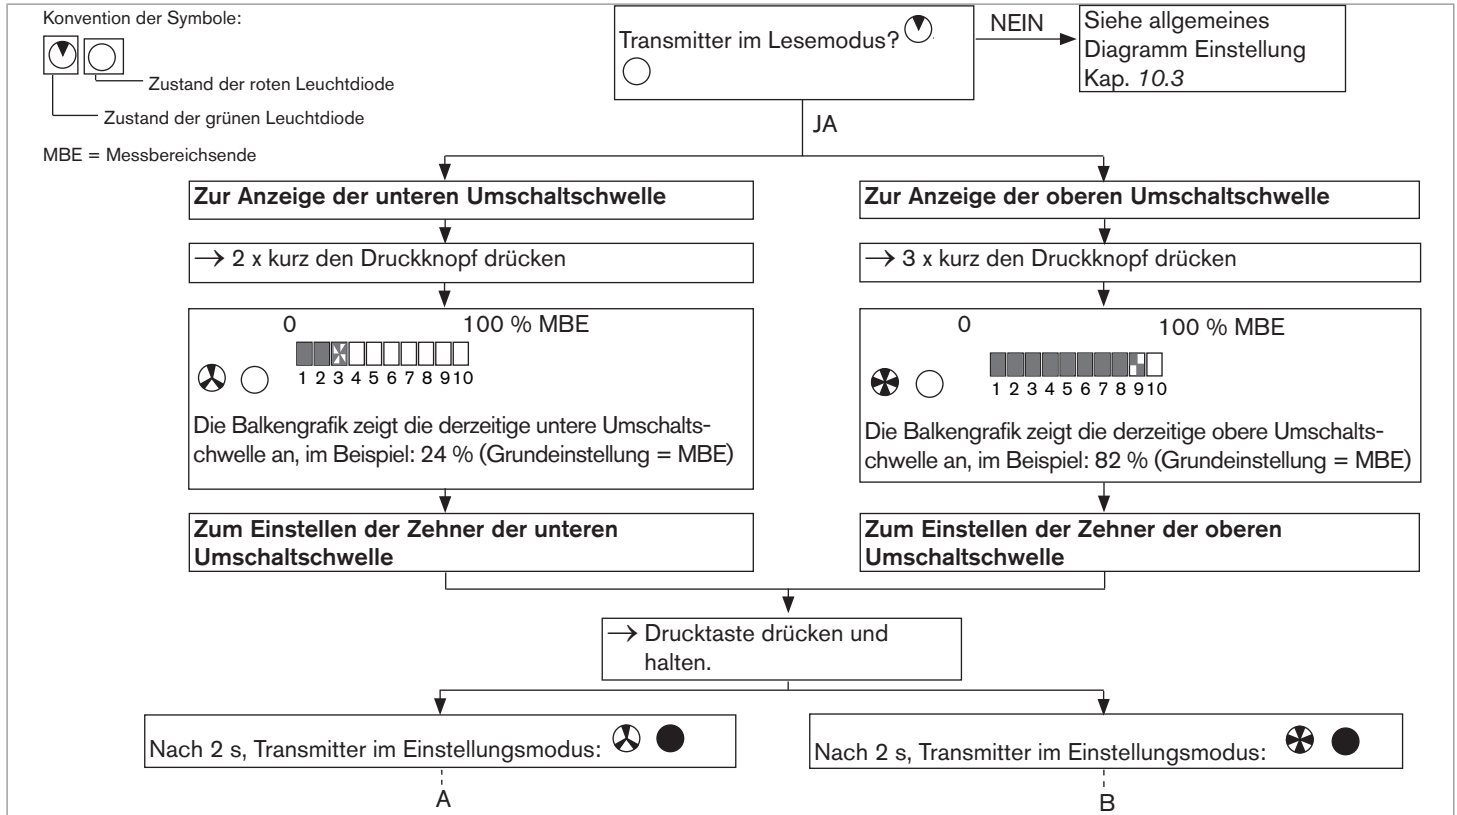 Konvention der Symbole:
Zustand der roten Leuchtdiode
Zustand der grünen Leuchtdiode
MBE = Messbereichsende
Transmitter im Lesemodus?
NEIN
Siehe allgemeines
Diagramm Einstellung
Kap. 10.3
JA
Zur Anzeige der unteren Umschaltschwelle
→ 2 x kurz den Druckknopf drücken
0 100 % MBE
1 2 3 4 5 6 7 8 9 10
Die Balkengrafik zeigt die derzeitige untere Umschalts-
chwelle an, im Beispiel: 24 % (Grundeinstellung = MBE)
Zum Einstellen der Zehner der unteren
Umschaltschwelle
Zur Anzeige der oberen Umschaltschwelle
→ 3 x kurz den Druckknopf drücken
0 100 % MBE
1 2 3 4 5 6 7 8 9 10
Die Balkengrafik zeigt die derzeitige obere Umschalts-
chwelle an, im Beispiel: 82 % (Grundeinstellung = MBE)
Zum Einstellen der Zehner der oberen
Umschaltschwelle
→ Drucktaste drücken und
halten.
Nach 2 s, Transmitter im Einstellungsmodus:
A
Nach 2 s, Transmitter im Einstellungsmodus:
B